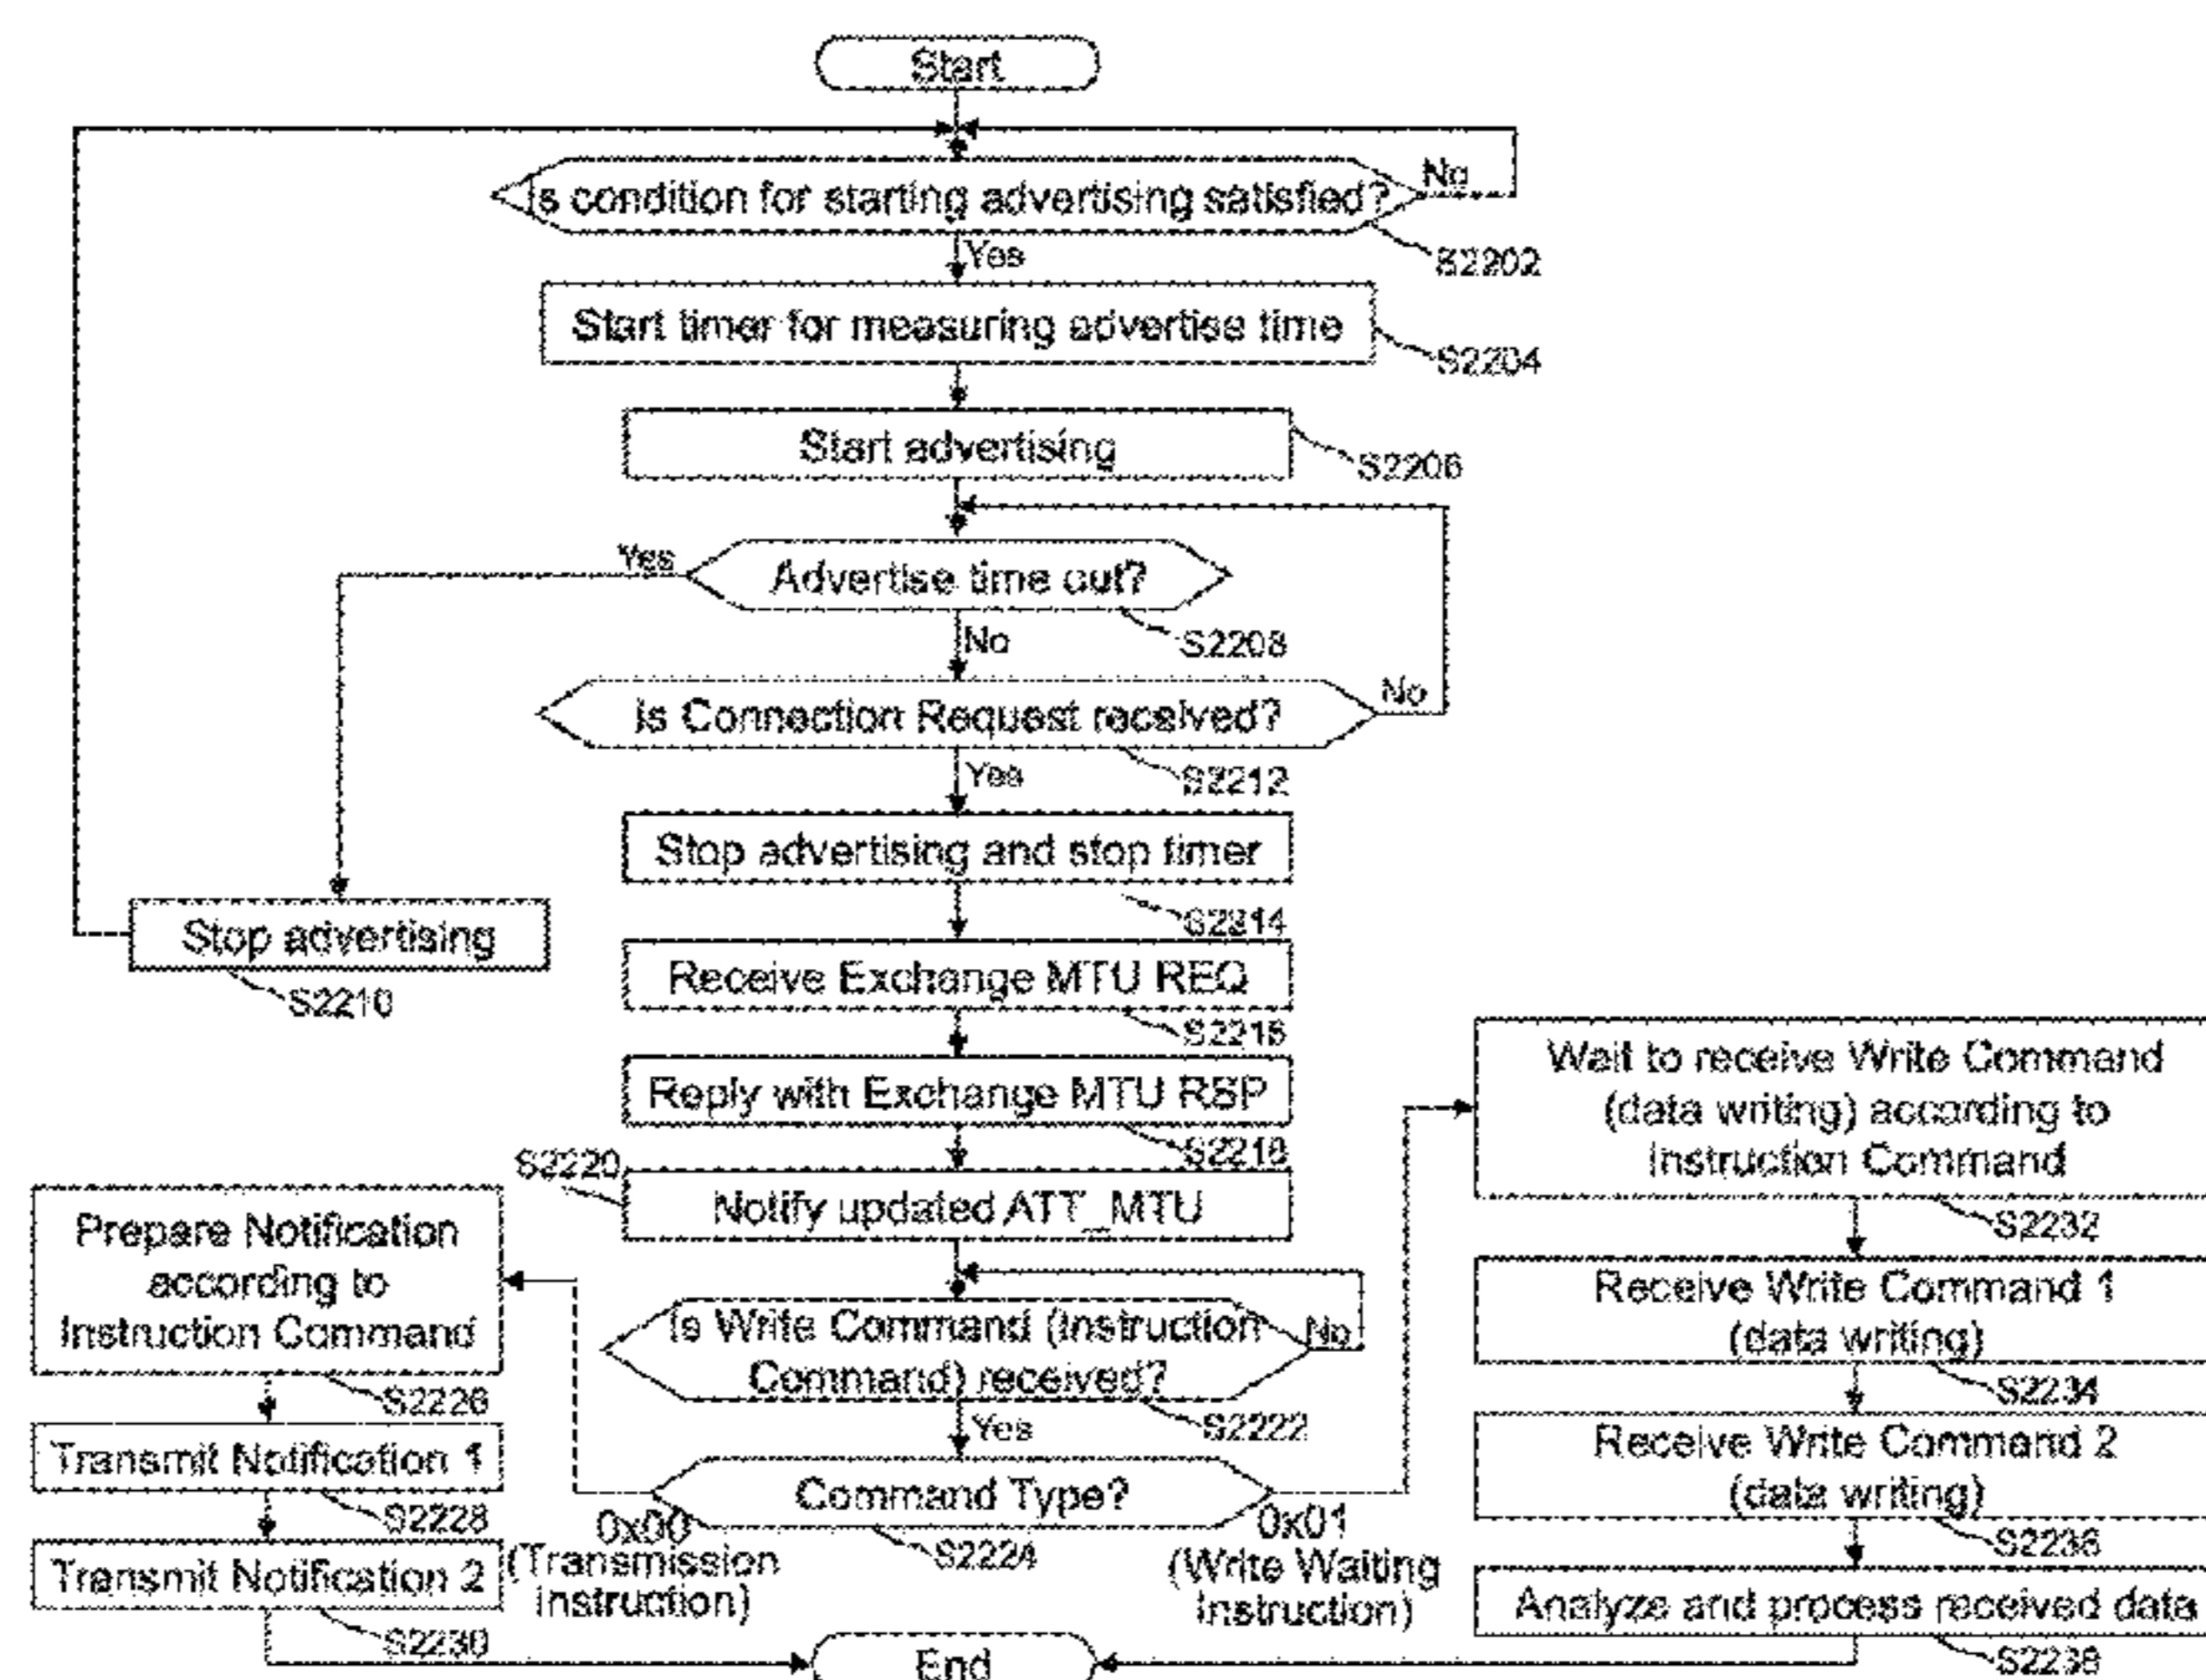 Start
Is condition for starting advertising satisfied?
No
S2202
Yes
Start timer for measuring advertise time
S2204
Start advertising
S2206
Advertise time out?
Yes
S2208
No
Is Connection Request received?
No
S2212
Yes
Stop advertising and stop timer
S2214
Stop advertising
S2210
Receive Exchange MTU REQ
S2216
Reply with Exchange MTU RSP
S2218
S2220
Notify updated ATT_MTU
Is Write Command (Instruction
Command) received?
No
S2222
Yes
Command Type?
S2224
0x00
(Transmission
Instruction)
0x01
(Write Waiting
Instruction)
Prepare Notification
according to
Instruction Command
S2226
Transmit Notification 1
S2228
Transmit Notification 2
S2230
Wait to receive Write Command
(data writing) according to
Instruction Command
S2232
Receive Write Command 1
(data writing)
S2234
Receive Write Command 2
(data writing)
S2236
Analyze and process received data
S2238
End